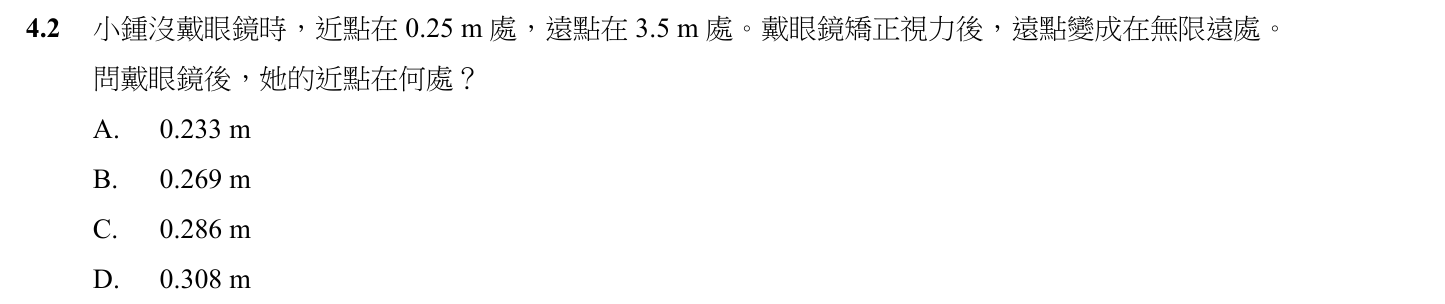 4.2 小鍾沒戴眼鏡時，近點在 0.25 m 處，遠點在 3.5 m 處。戴眼鏡矯正視力後，遠點變成在無限遠處。
問戴眼鏡後，她的近點在何處？
A. 0.233 m
B. 0.269 m
C. 0.286 m
D. 0.308 m